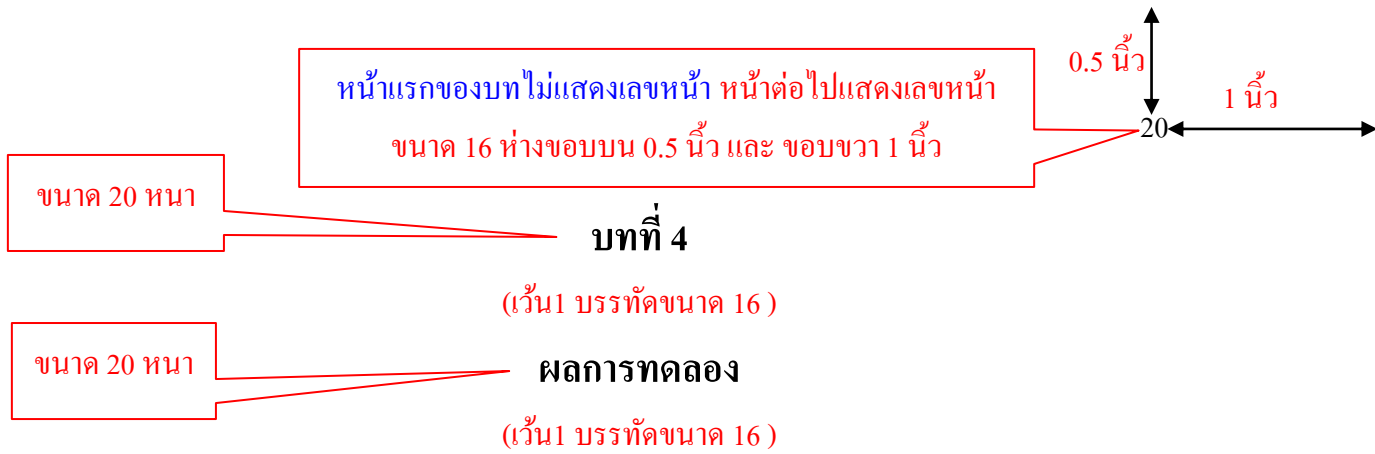 0.5 นิ้ว
หน้าแรกของบทไม่แสดงเลขหน้า หน้าต่อไปแสดงเลขหน้า
1 นิ้ว
20
ขนาด 16 ห่างขอบบน 0.5 นิ้ว และ ขอบขวา 1 นิ้ว
ขนาด 20 หนา
บทที่ 4
(เว้น1 บรรทัดขนาด 16 )
ขนาด 20 หนา
ผลการทดลอง
(เว้น1 บรรทัดขนาด 16 )